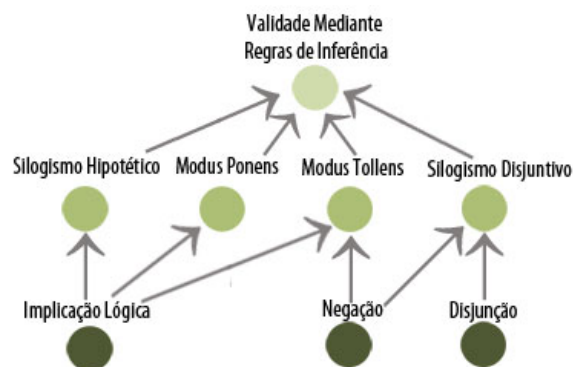 Validade Mediante
Regras de Inferência
Silogismo Hipotético
Modus Ponens
Modus Tollens
Silogismo Disjuntivo
Implicação Lógica
Negação
Disjunção